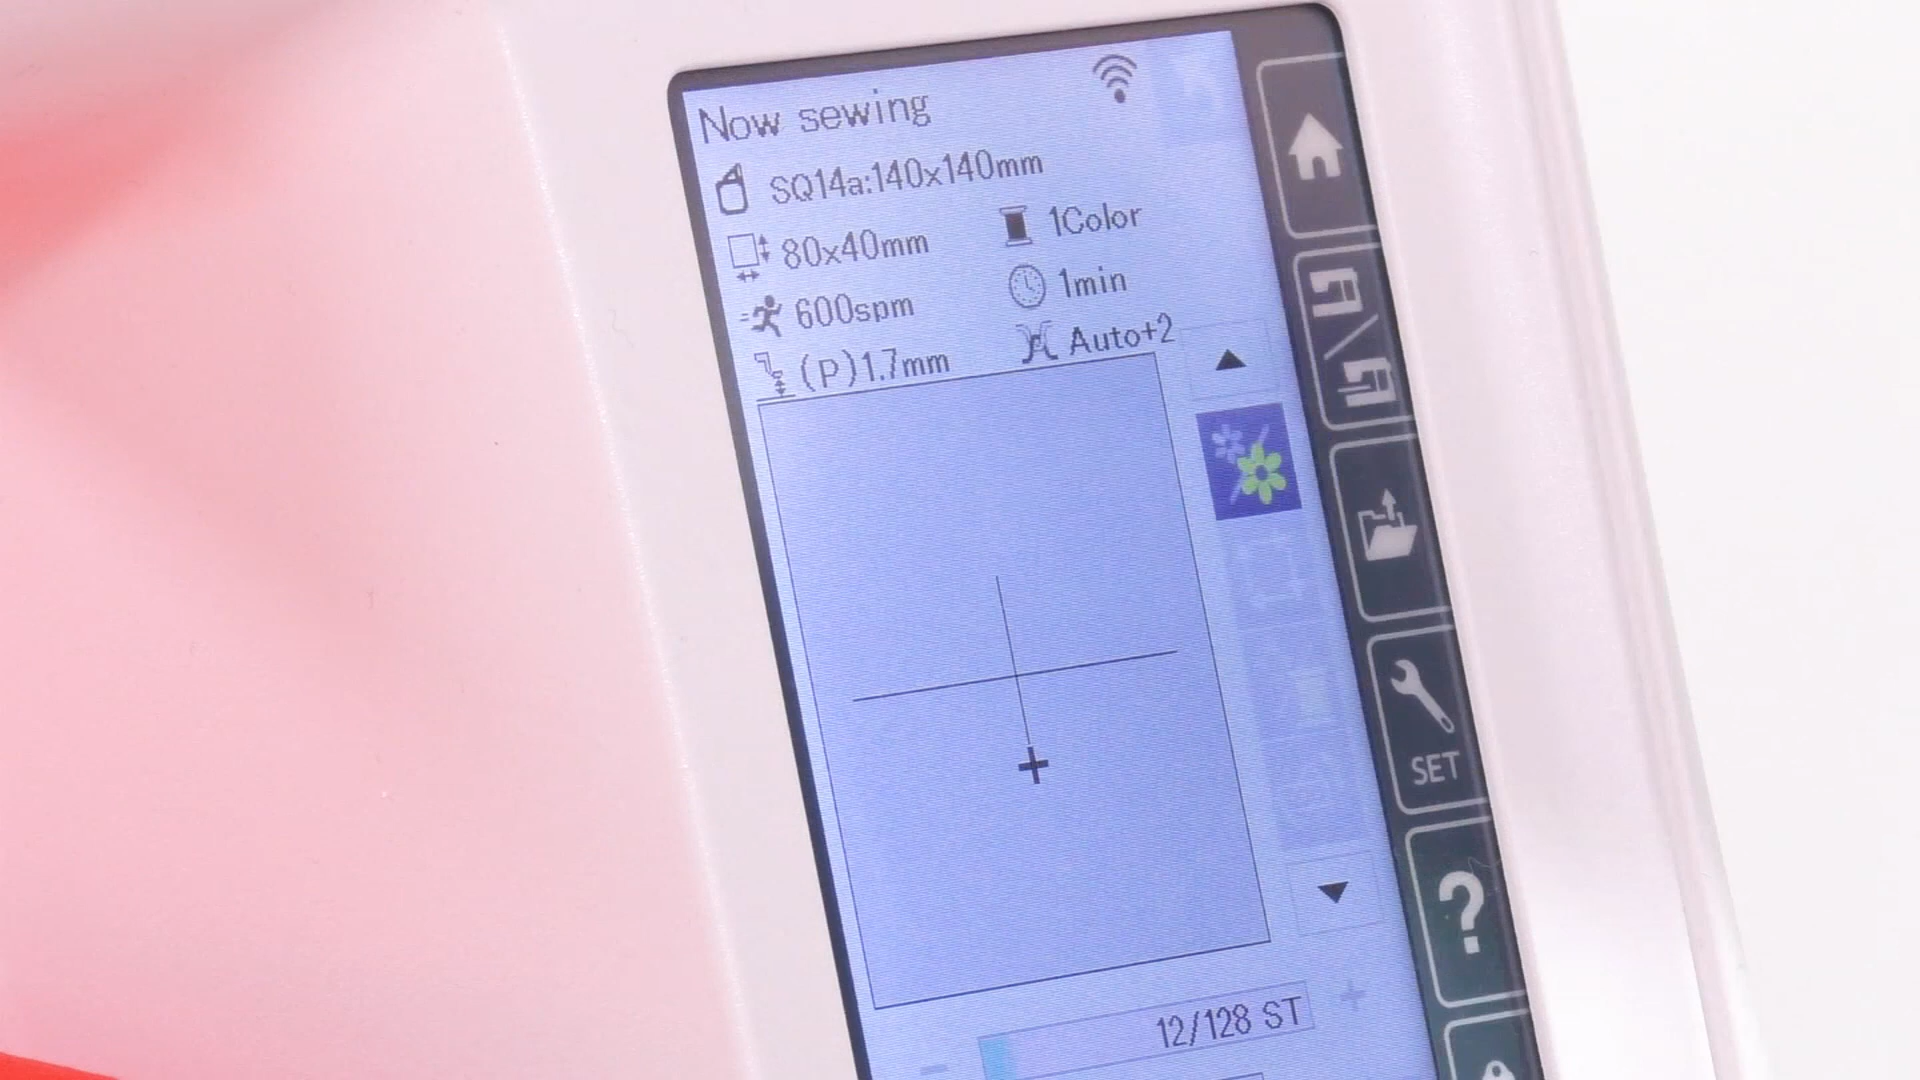 Now sewing
SQ14a:140x140mm
80x40mm
1Color
600spm
1min
(P)1.7mm
Auto+2
SET
?
12/128 ST